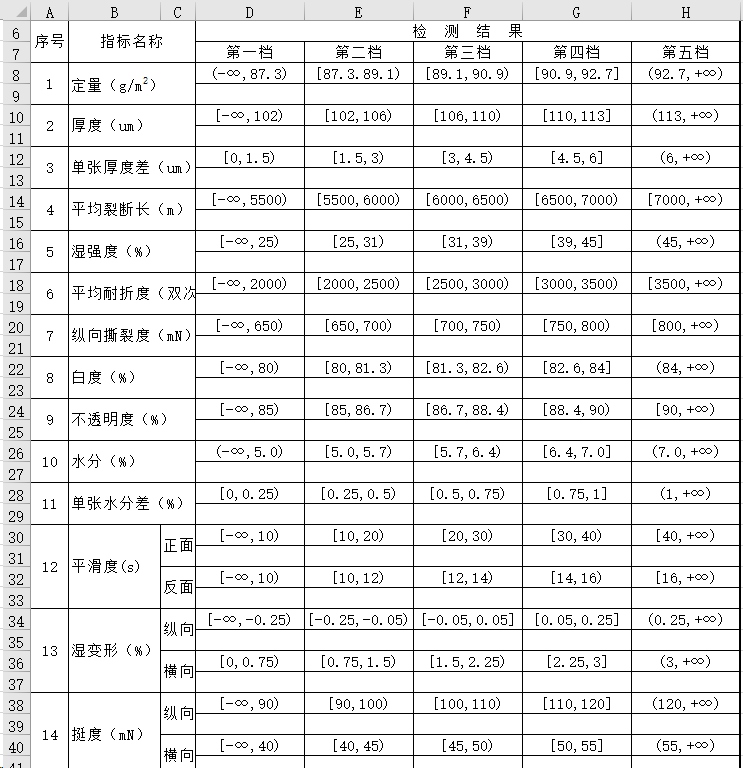 A B C D E F G H
6 序号 指标名称 检 测 结 果
7 第一档 第二档 第三档 第四档 第五档
8 1 定量（g/m²） (-∞,87.3) [87.3.89.1) [89.1,90.9) [90.9,92.7] (92.7,+∞)
9
10 2 厚度（um） [-∞,102) [102,106) [106,110) [110,113] (113,+∞)
11
12 3 单张厚度差（um） [0,1.5) [1.5,3) [3,4.5) [4.5,6] (6,+∞)
13
14 4 平均裂断长（m） [-∞,5500) [5500,6000) [6000,6500) [6500,7000) [7000,+∞)
15
16 5 湿强度（%） [-∞,25) [25,31) [31,39) [39,45] (45,+∞)
17
18 6 平均耐折度（双次 [-∞,2000) [2000,2500) [2500,3000) [3000,3500) [3500,+∞)
19
20 7 纵向撕裂度（mN） [-∞,650) [650,700) [700,750) [750,800) [800,+∞)
21
22 8 白度（%） [-∞,80) [80,81.3) [81.3,82.6) [82.6,84] (84,+∞)
23
24 9 不透明度（%） [-∞,85) [85,86.7) [86.7,88.4) [88.4,90) [90,+∞)
25
26 10 水分（%） (-∞,5.0) [5.0,5.7) [5.7,6.4) [6.4,7.0] (7.0,+∞)
27
28 11 单张水分差（%） [0,0.25) [0.25,0.5) [0.5,0.75) [0.75,1] (1,+∞)
29
30 12 平滑度(s) 正面 [-∞,10) [10,20) [20,30) [30,40) [40,+∞)
31
32 反面 [-∞,10) [10,12) [12,14) [14,16) [16,+∞)
33
34 13 湿变形（%） 纵向 [-∞,-0.25) [-0.25,-0.05) [-0.05,0.05] [0.05,0.25] (0.25,+∞)
35
36 横向 [0,0.75) [0.75,1.5) [1.5,2.25) [2.25,3] (3,+∞)
37
38 14 挺度（mN） 纵向 [-∞,90) [90,100) [100,110) [110,120] (120,+∞)
39
40 横向 [-∞,40) [40,45) [45,50) [50,55] (55,+∞)
41